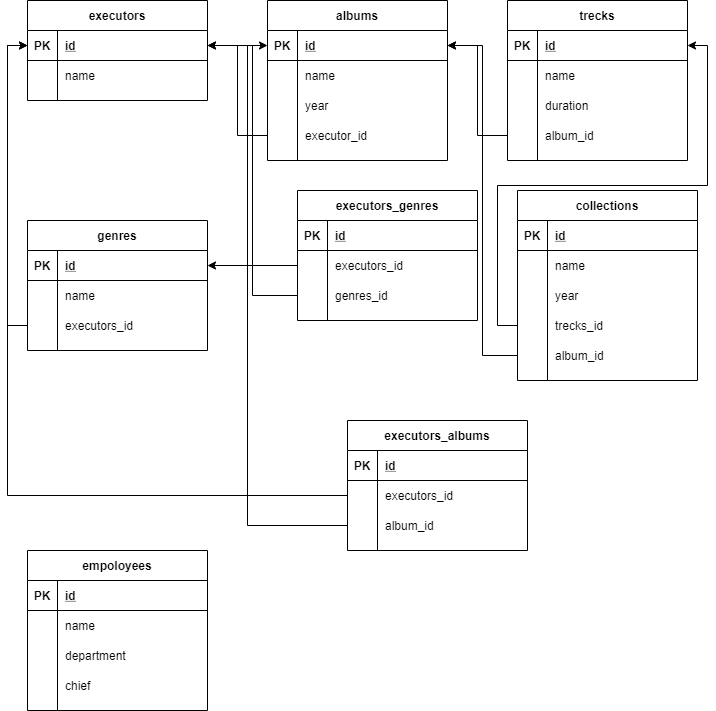 executors
PK id
name
albums
PK id
name
year
executor_id
trecks
PK id
name
duration
album_id
genres
PK id
name
executors_id
executors_genres
PK id
executors_id
genres_id
collections
PK id
name
year
trecks_id
album_id
executors_albums
PK id
executors_id
album_id
empoloyees
PK id
name
department
chief